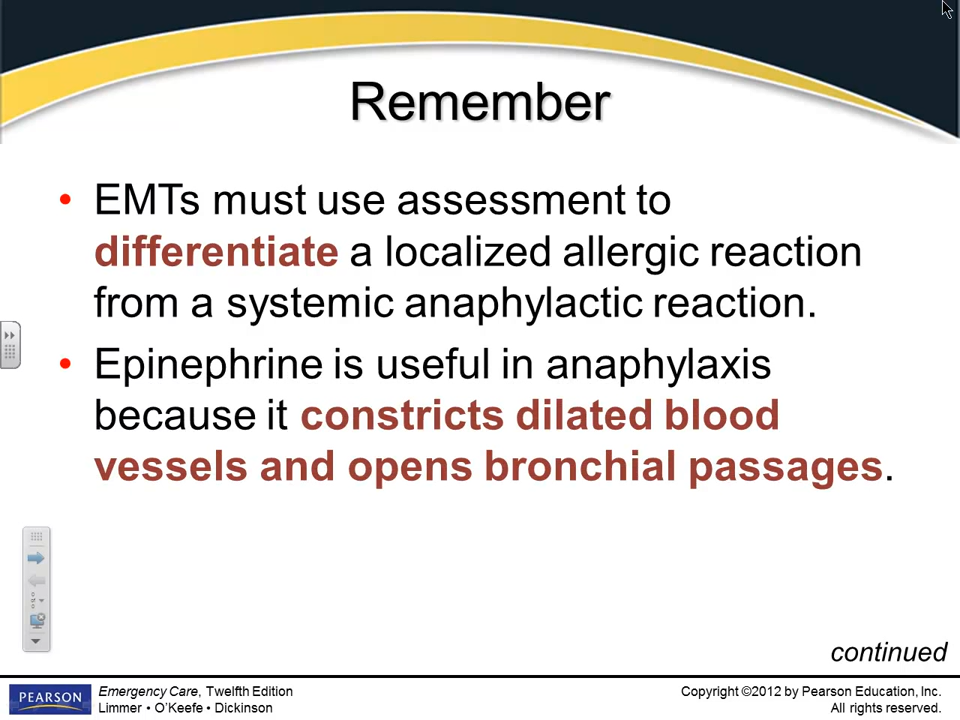 Remember
• EMTs must use assessment to
differentiate a localized allergic reaction
from a systemic anaphylactic reaction.
• Epinephrine is useful in anaphylaxis
because it constricts dilated blood
vessels and opens bronchial passages.
continued
PEARSON
Emergency Care, Twelfth Edition
Limmer • O'Keefe • Dickinson
Copyright ©2012 by Pearson Education, Inc.
All rights reserved.